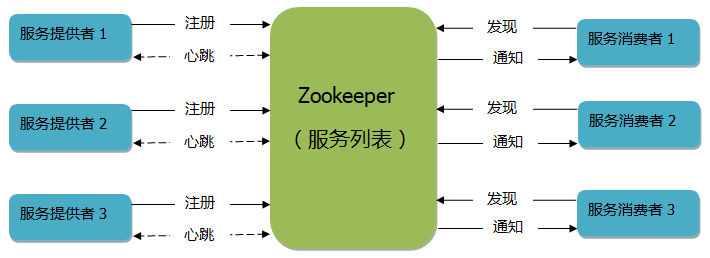 服务提供者 1
注册
心跳
服务提供者 2
注册
心跳
服务提供者 3
注册
心跳
Zookeeper
（服务列表）
发现
通知
服务消费者 1
发现
通知
服务消费者 2
发现
通知
服务消费者 3